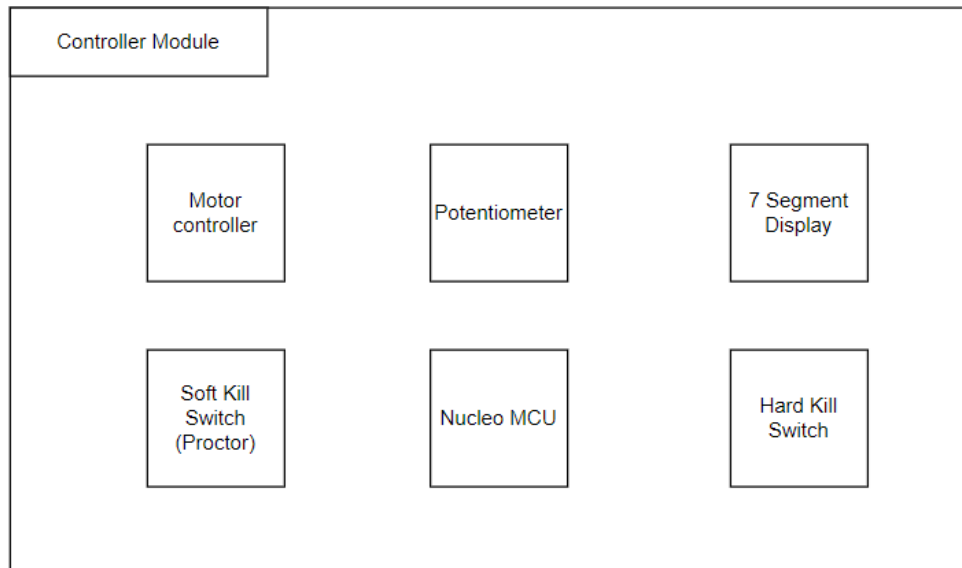 Controller Module
Motor
controller
Potentiometer
7 Segment
Display
Soft Kill
Switch
(Proctor)
Nucleo MCU
Hard Kill
Switch